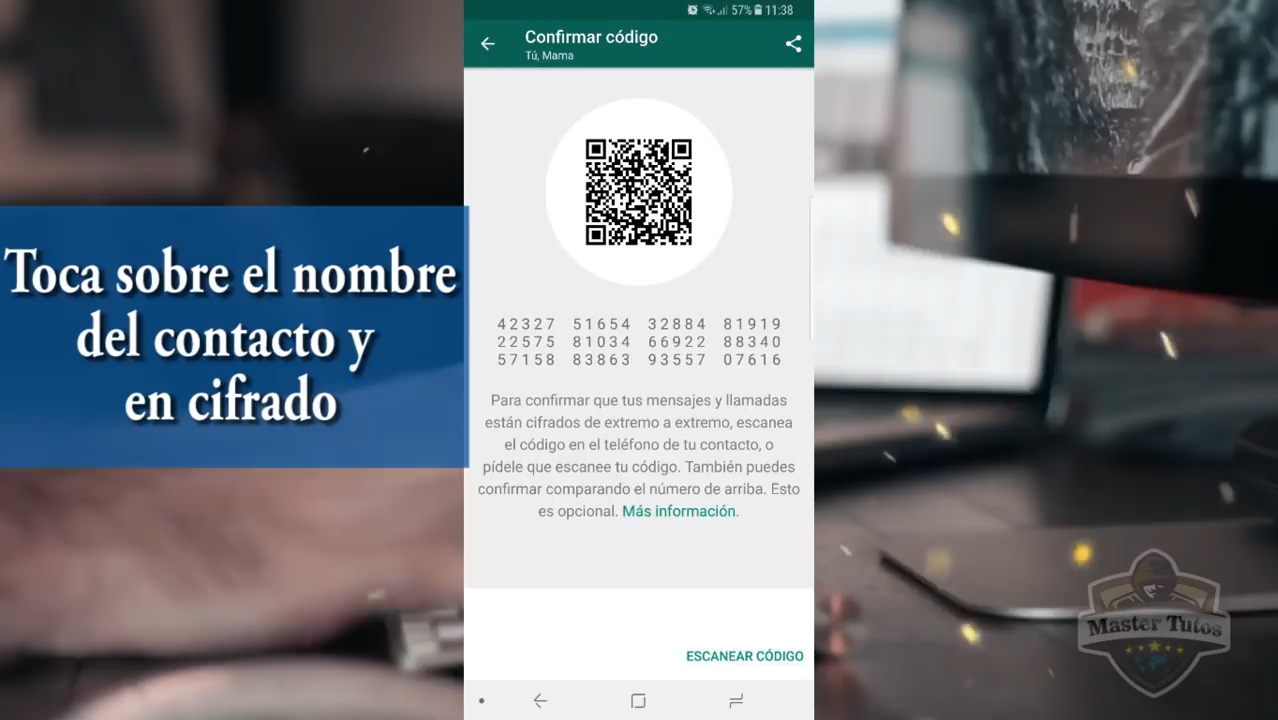 57% 11:38
Confirmar código
Tú, Mama
Toca sobre el nombre
del contacto y
en cifrado
42327 51654 32884 81919
22575 81034 66922 88340
57158 83863 93557 07616
Para confirmar que tus mensajes y llamadas
están cifrados de extremo a extremo, escanea
el código en el teléfono de tu contacto, o
pídele que escanee tu código. También puedes
confirmar comparando el número de arriba. Esto
es opcional. Más información.
ESCANEAR CÓDIGO
Master Tutos